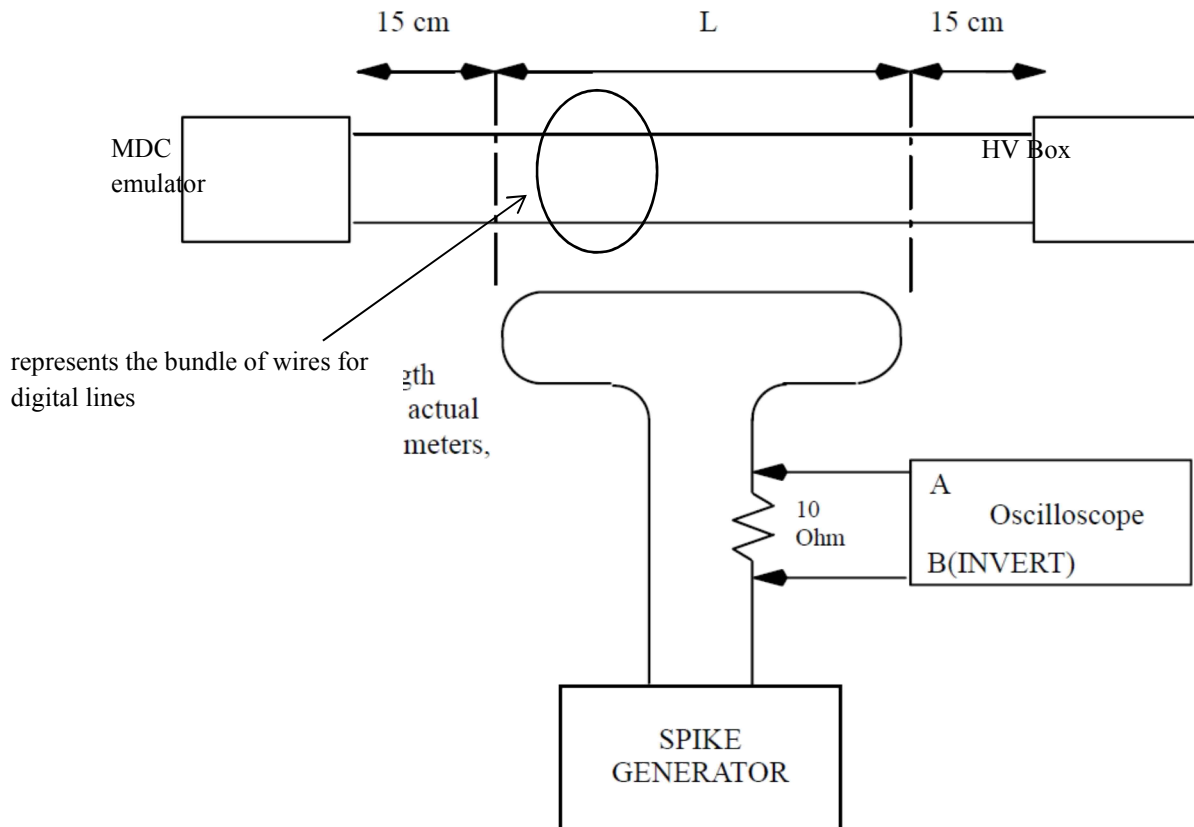 15 cm
L
15 cm
MDC
emulator
HV Box
represents the bundle of wires for
digital lines
actual
meters,
A
Oscilloscope
B(INVERT)
10
Ohm
SPIKE
GENERATOR